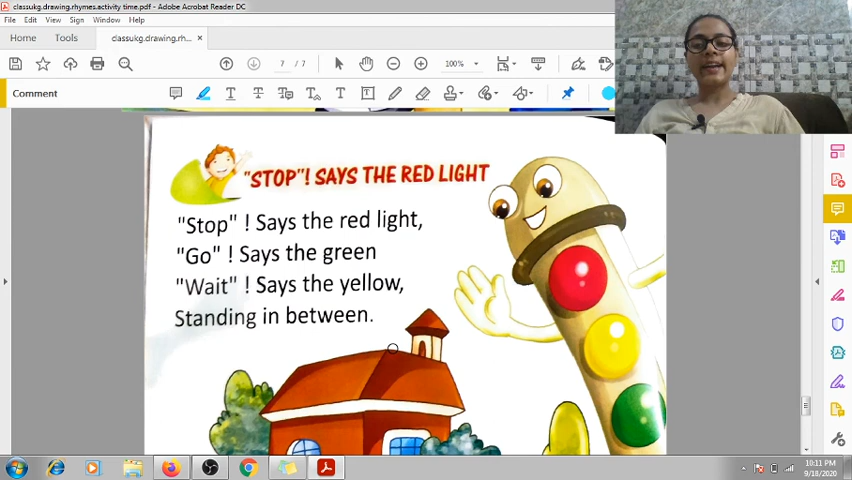 classukg.drawing.rhymes.activity time.pdf - Adobe Acrobat Reader DC
File Edit View Sign Window Help
Home Tools classukg.drawing.rh... ×
7 / 7 100%
Comment
"STOP"! SAYS THE RED LIGHT
"Stop" ! Says the red light,
"Go" ! Says the green
"Wait" ! Says the yellow,
Standing in between.
10:11 PM
9/18/2020